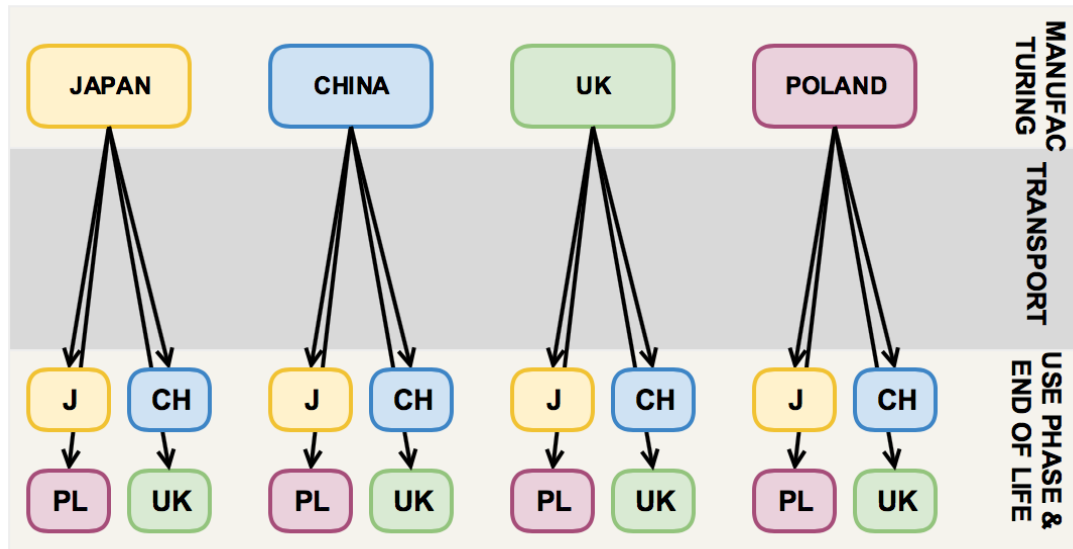 JAPAN
CHINA
UK
POLAND
MANUFAC
TURING
TRANSPORT
J
CH
J
CH
J
CH
J
CH
PL
UK
PL
UK
PL
UK
PL
UK
USE PHASE &
END OF LIFE